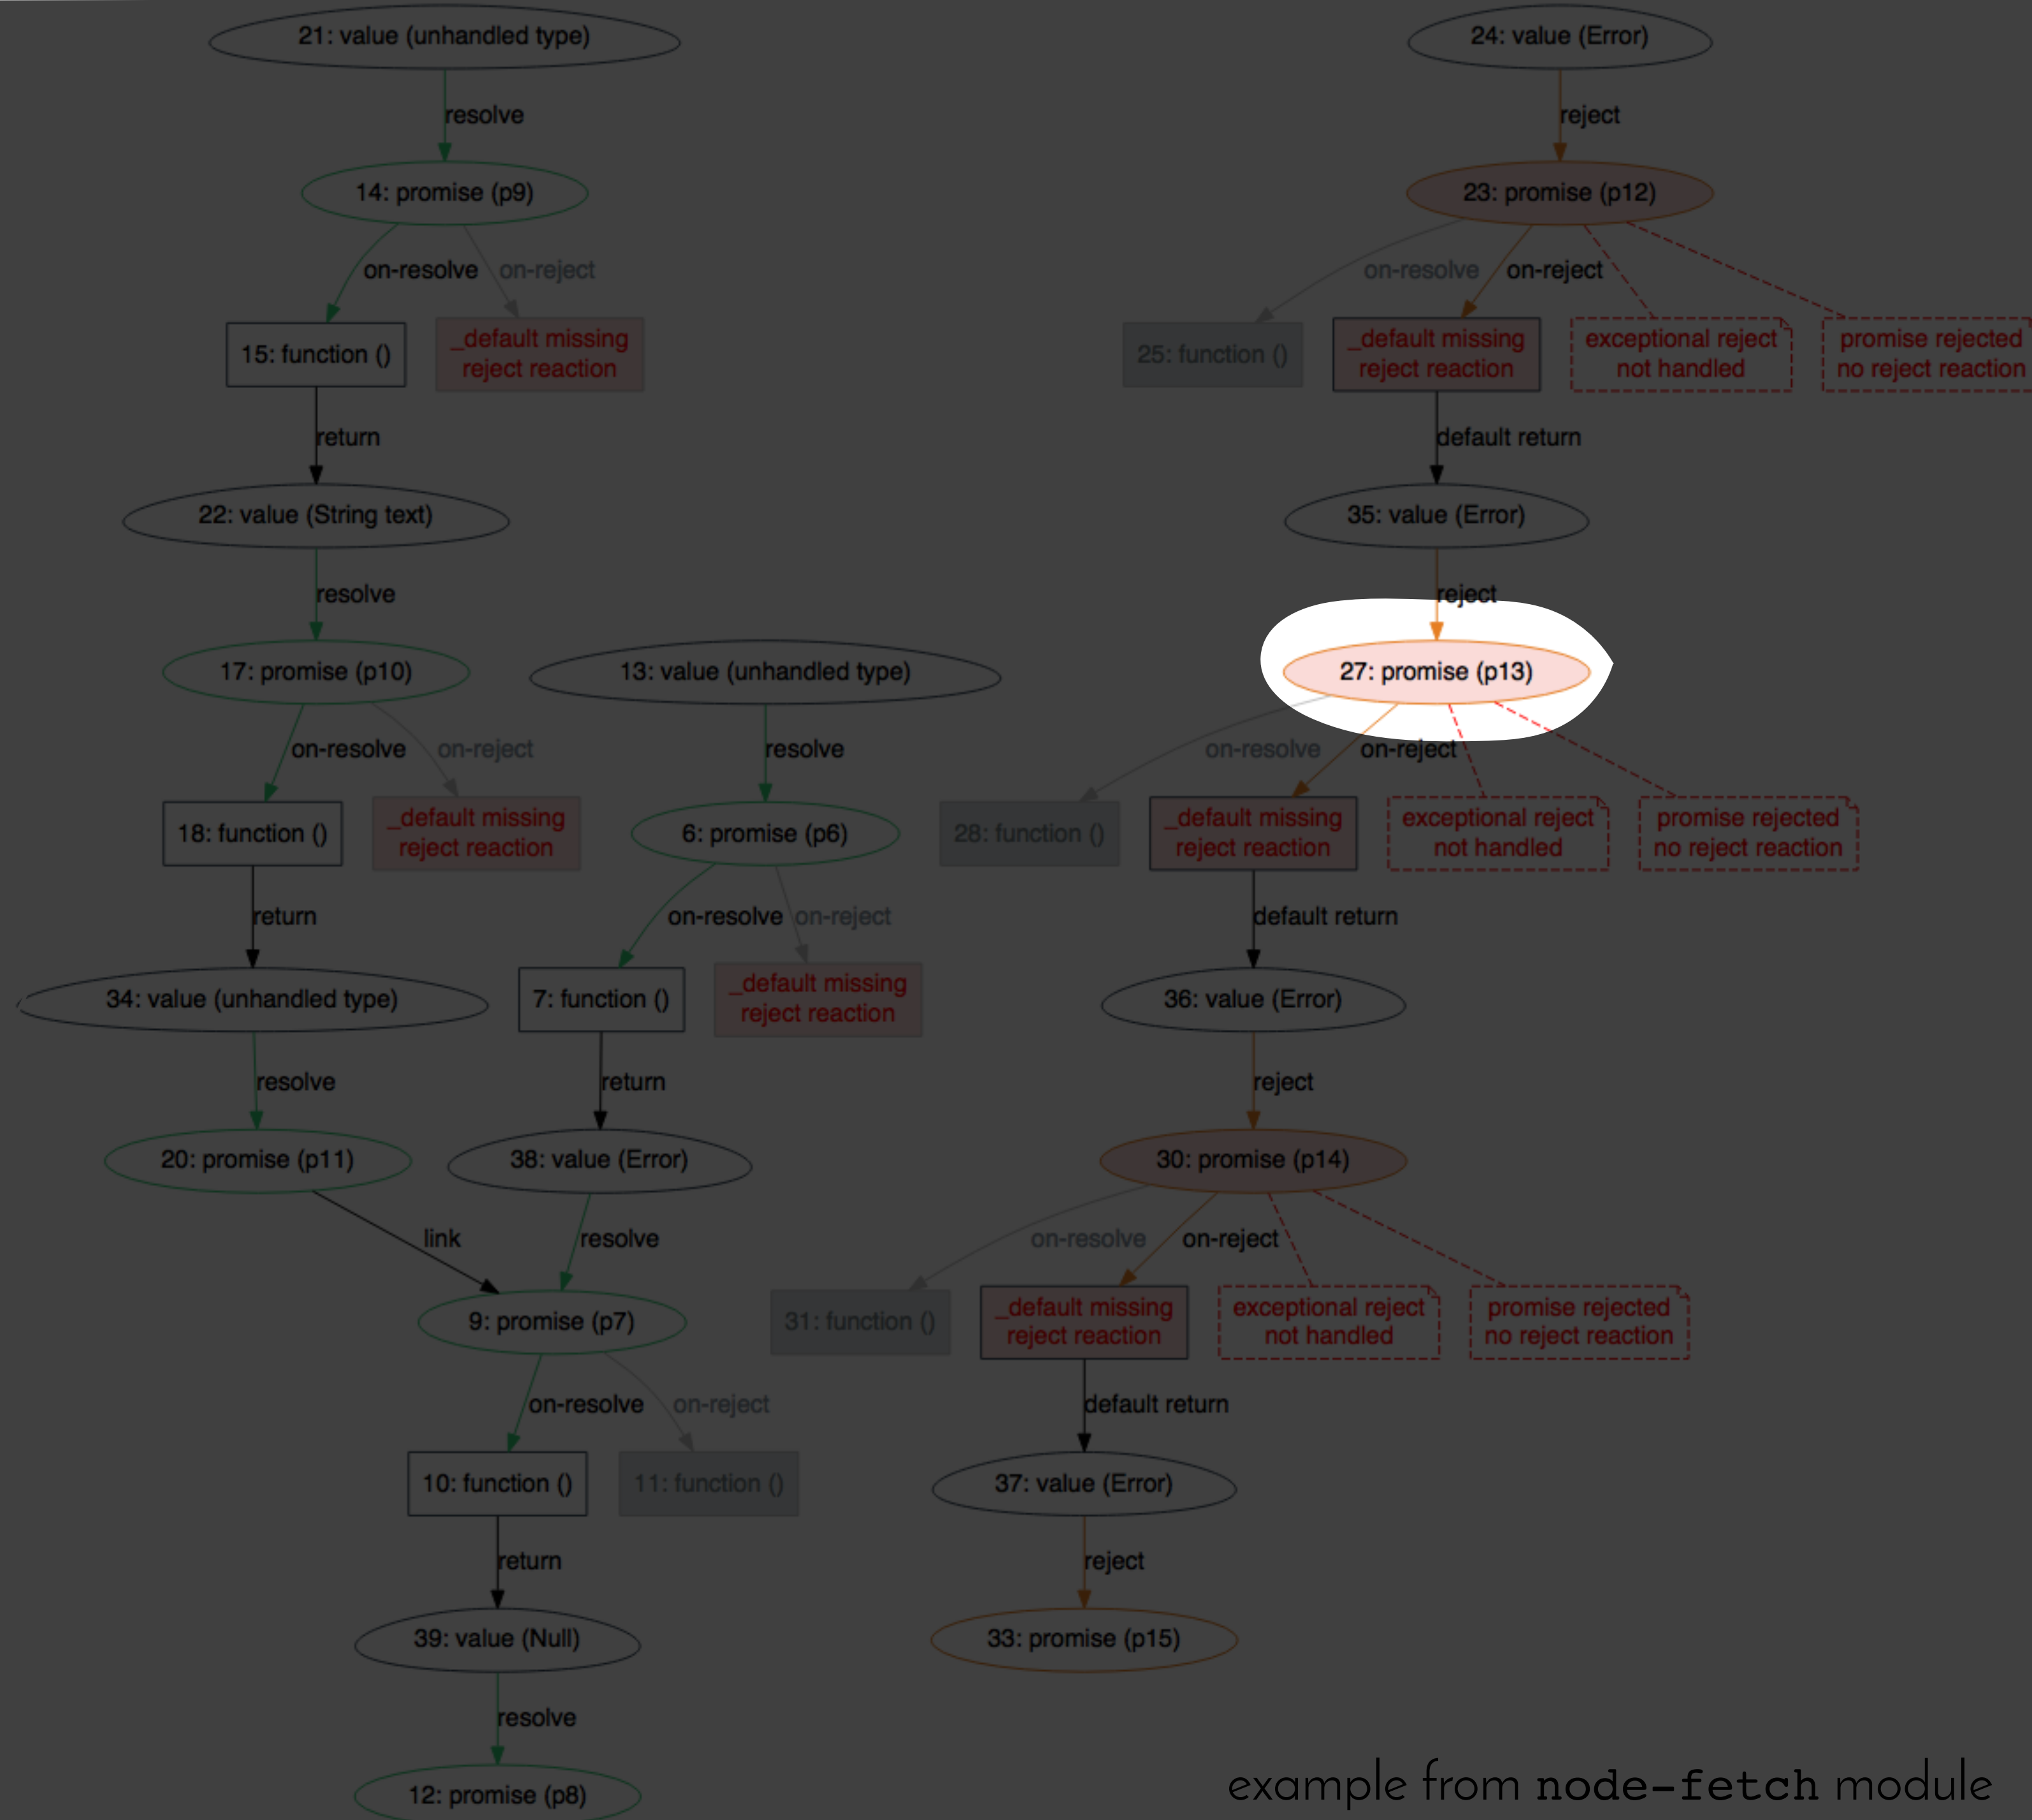 21: value (unhandled type)
24: value (Error)
resolve
reject
14: promise (p9)
23: promise (p12)
on-resolve
on-reject
on-resolve
on-reject
15: function ()
_default missing
reject reaction
25: function ()
_default missing
reject reaction
exceptional reject
not handled
promise rejected
no reject reaction
return
default return
22: value (String text)
35: value (Error)
resolve
reject
17: promise (p10)
13: value (unhandled type)
27: promise (p13)
on-resolve
on-reject
resolve
on-resolve
on-reject
18: function ()
_default missing
reject reaction
6: promise (p6)
28: function ()
_default missing
reject reaction
exceptional reject
not handled
promise rejected
no reject reaction
return
on-resolve
on-reject
default return
34: value (unhandled type)
7: function ()
_default missing
reject reaction
36: value (Error)
resolve
return
reject
20: promise (p11)
38: value (Error)
30: promise (p14)
link
resolve
on-resolve
on-reject
9: promise (p7)
31: function ()
_default missing
reject reaction
exceptional reject
not handled
promise rejected
no reject reaction
on-resolve
on-reject
default return
10: function ()
11: function ()
37: value (Error)
return
reject
39: value (Null)
33: promise (p15)
resolve
12: promise (p8)
example from node-fetch module